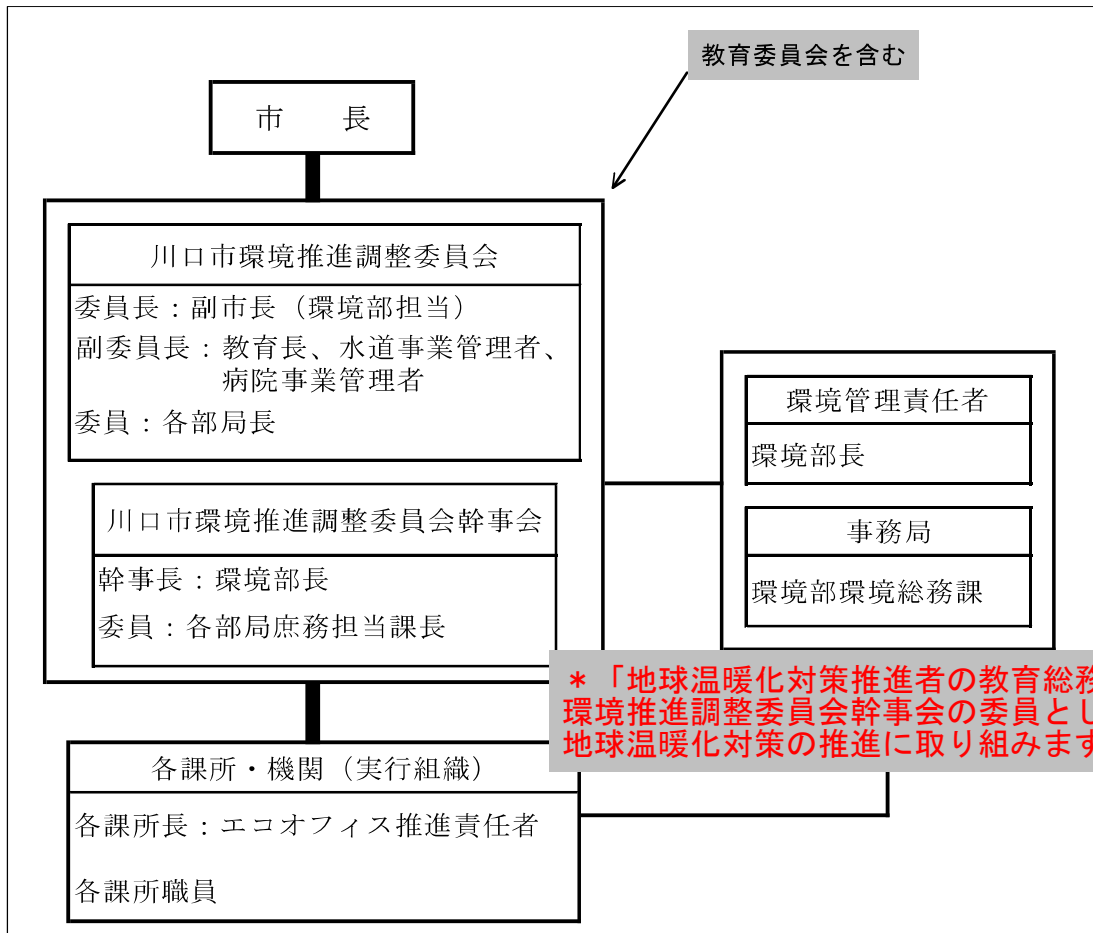 教育委員会を含む
市　　長
川口市環境推進調整委員会
委員長：副市長（環境部担当）
副委員長：教育長、水道事業管理者、
病院事業管理者
委員：各部局長
川口市環境推進調整委員会幹事会
幹事長：環境部長
委員：各部局庶務担当課長
環境管理責任者
環境部長
事務局
環境部環境総務課
＊「地球温暖化対策推進者の教育総務
環境推進調整委員会幹事会の委員とし
地球温暖化対策の推進に取り組みます
各課所・機関（実行組織）
各課所長：エコオフィス推進責任者
各課所職員